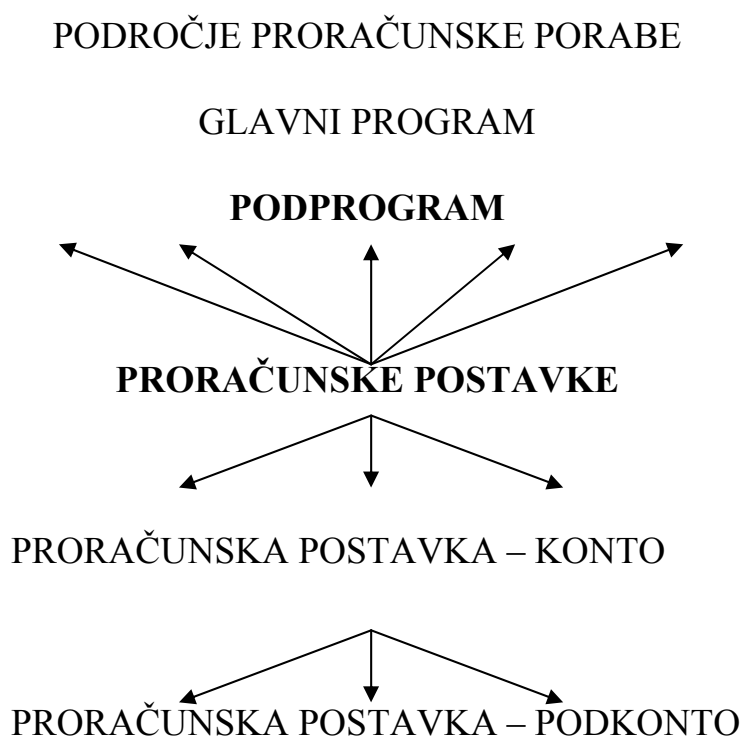 PODROČJE PRORAČUNSKE PORABE
GLAVNI PROGRAM
PODPROGRAM
PRORAČUNSKE POSTAVKE
PRORAČUNSKA POSTAVKA – KONTO
PRORAČUNSKA POSTAVKA – PODKONTO